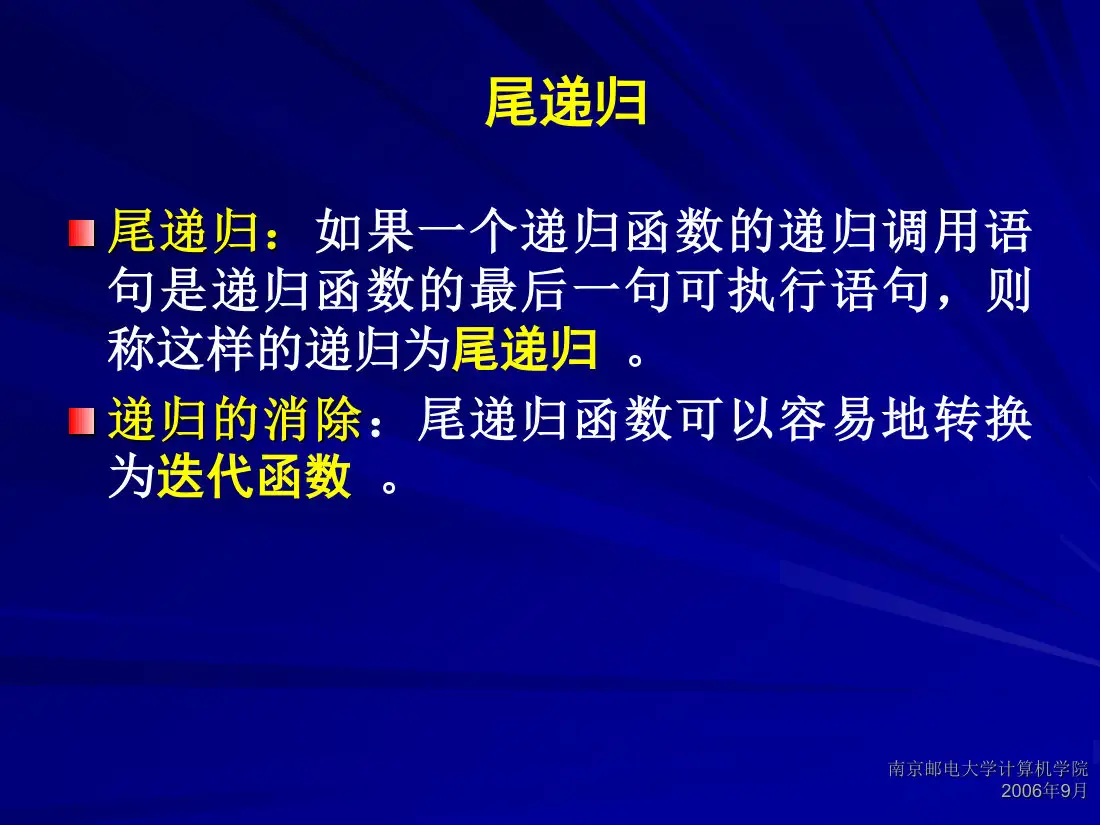 尾递归
尾递归：如果一个递归函数的递归调用语
句是递归函数的最后一句可执行语句，则
称这样的递归为尾递归 。
递归的消除：尾递归函数可以容易地转换
为迭代函数 。
南京邮电大学计算机学院
2006年9月